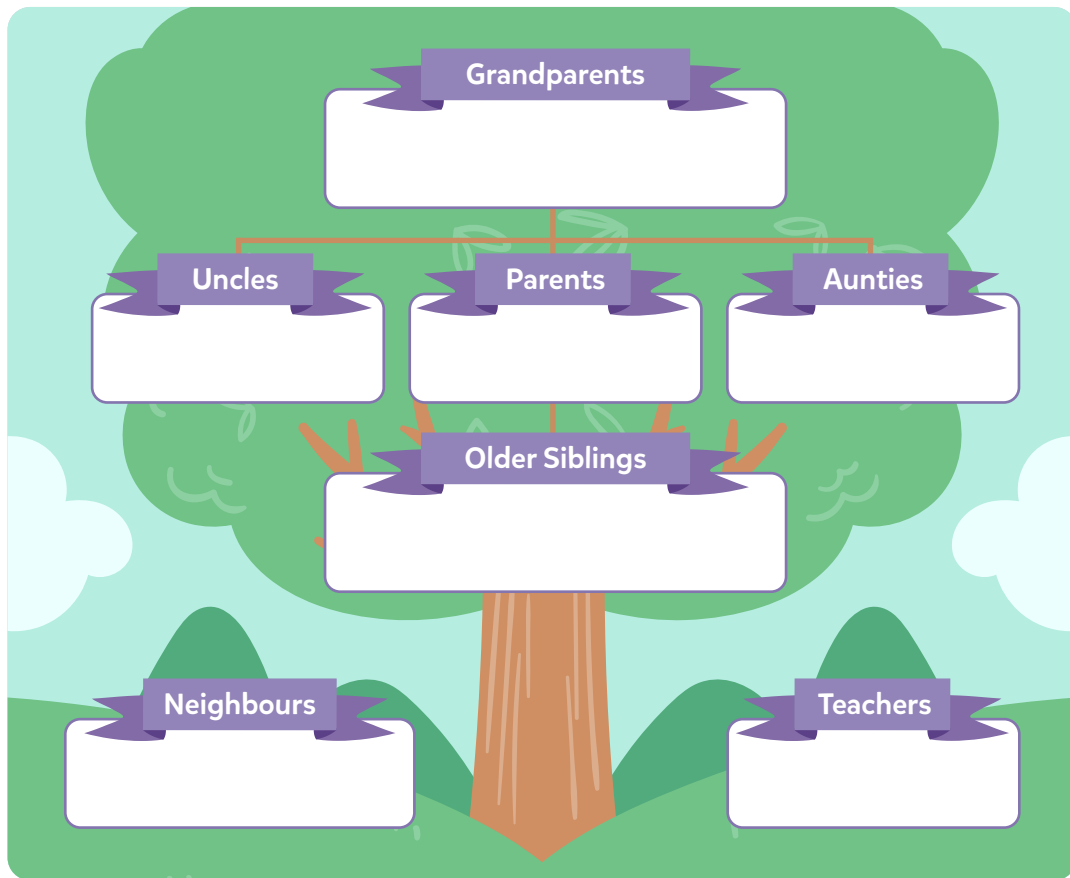 Grandparents
Uncles
Parents
Aunties
Older Siblings
Neighbours
Teachers